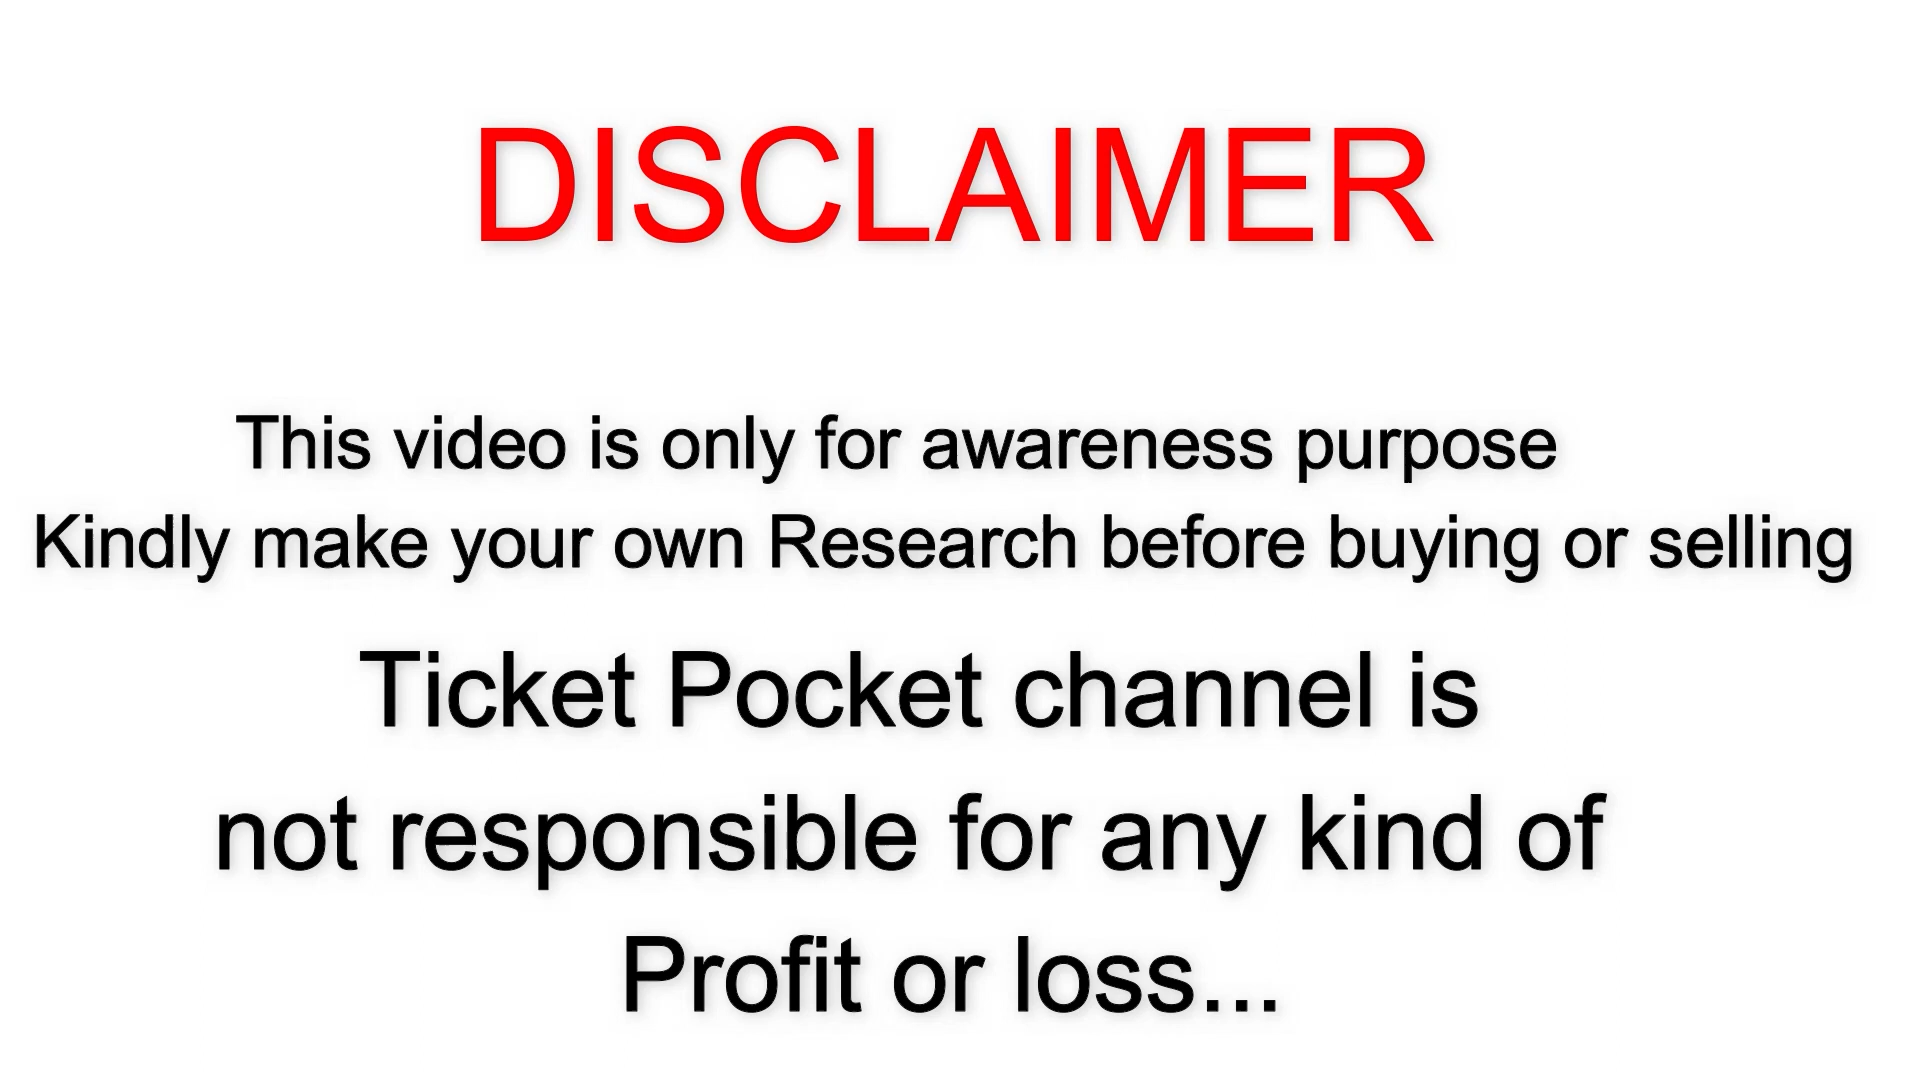 DISCLAIMER
This video is only for awareness purpose
Kindly make your own Research before buying or selling
Ticket Pocket channel is
not responsible for any kind of
Profit or loss...